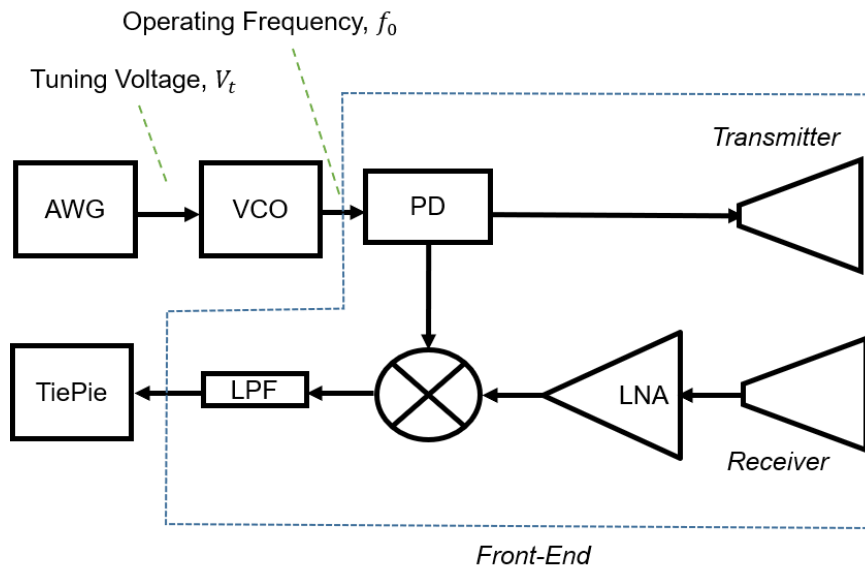 Operating Frequency, f₀
Tuning Voltage, Vₜ
Transmitter
AWG
VCO
PD
TiePie
LPF
LNA
Receiver
Front-End